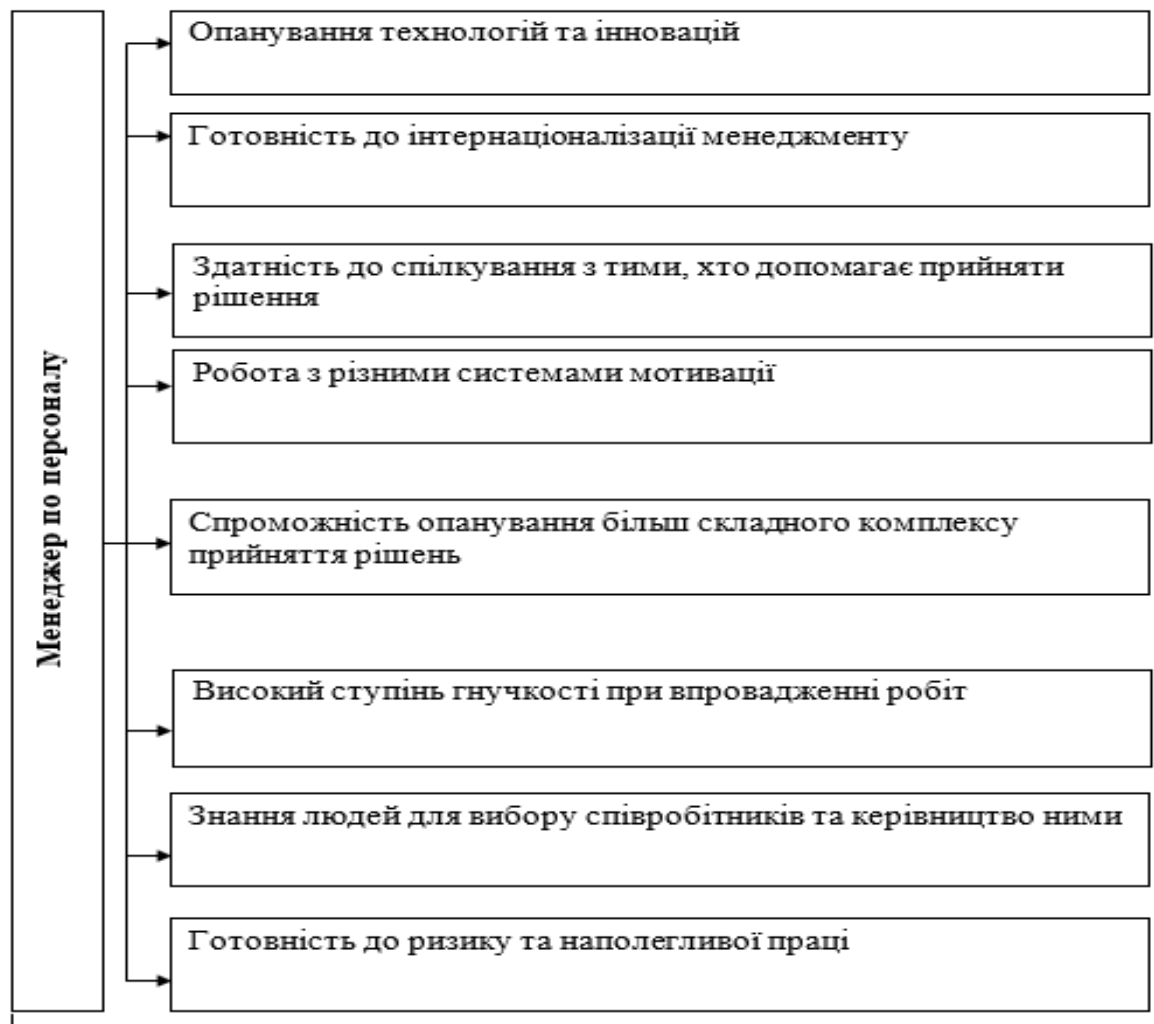 Менеджер по персоналу
Опанування технологій та інновацій
Готовність до інтернаціоналізації менеджменту
Здатність до спілкування з тими, хто допомагає прийняти
рішення
Робота з різними системами мотивації
Спроможність опанування більш складного комплексу
прийняття рішень
Високий ступінь гнучкості при впровадженні робіт
Знання людей для вибору співробітників та керівництво ними
Готовність до ризику та наполегливої праці